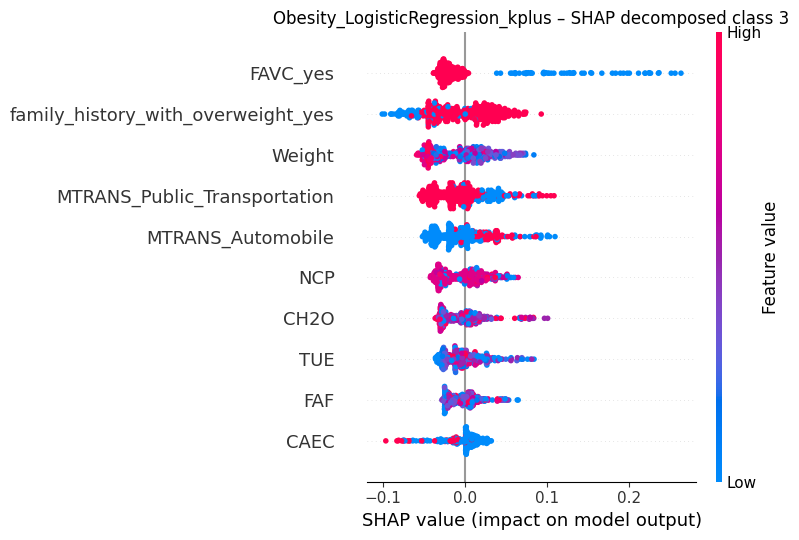 Obesity_LogisticRegression_kplus – SHAP decomposed class 3
High
FAVC_yes
family_history_with_overweight_yes
Weight
MTRANS_Public_Transportation
MTRANS_Automobile
NCP
CH2O
TUE
FAF
CAEC
Feature value
Low
−0.1 0.0 0.1 0.2
SHAP value (impact on model output)